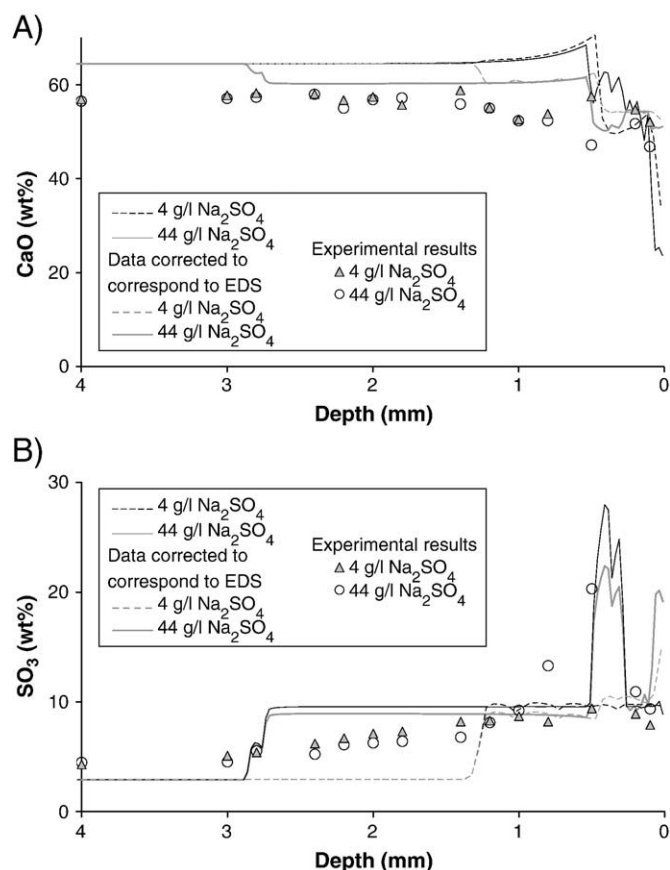 A)
60
40
20
0
CaO (wt%)
4 g/l Na₂SO₄
44 g/l Na₂SO₄
Data corrected to
correspond to EDS
4 g/l Na₂SO₄
44 g/l Na₂SO₄
Experimental results
4 g/l Na₂SO₄
44 g/l Na₂SO₄
4 3 2 1 0
Depth (mm)
B)
30
20
10
0
SO₃ (wt%)
4 g/l Na₂SO₄
44 g/l Na₂SO₄
Data corrected to
correspond to EDS
4 g/l Na₂SO₄
44 g/l Na₂SO₄
Experimental results
4 g/l Na₂SO₄
44 g/l Na₂SO₄
4 3 2 1 0
Depth (mm)